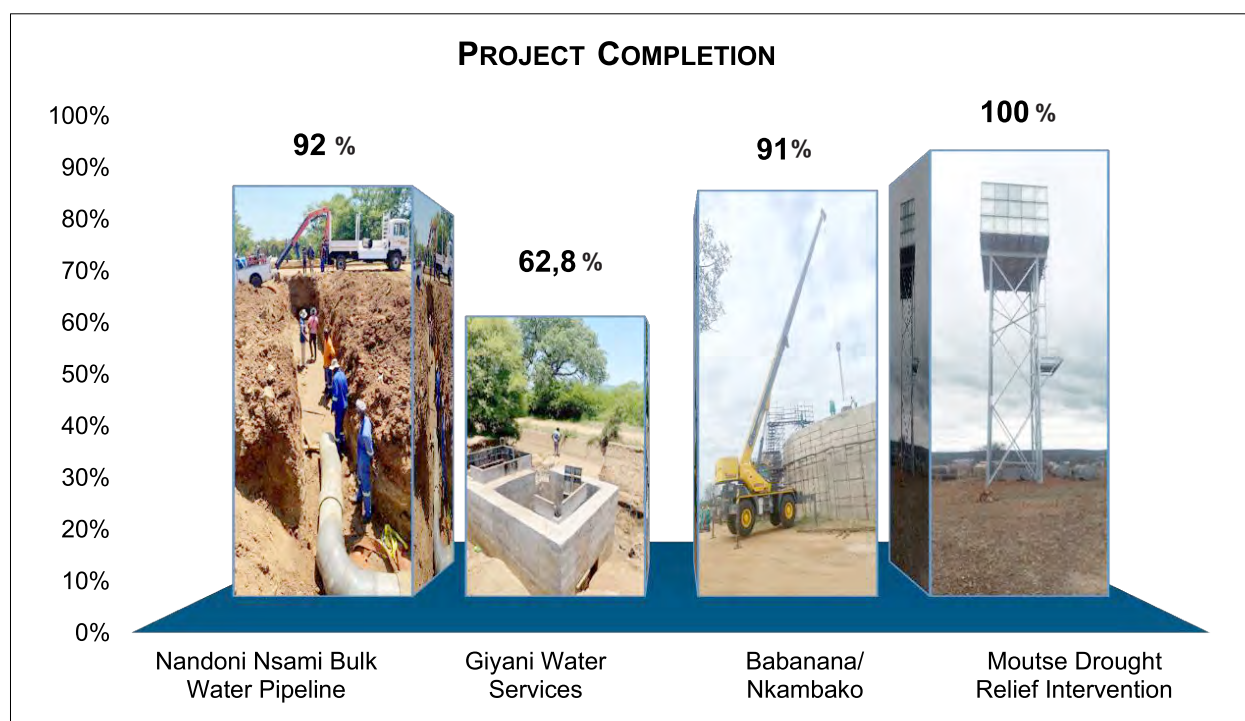 PROJECT COMPLETION
100%
90%
80%
70%
60%
50%
40%
30%
20%
10%
0%
92 %
62,8 %
91%
100 %
Nandoni Nsami Bulk
Water Pipeline
Giyani Water
Services
Babanana/
Nkambako
Moutse Drought
Relief Intervention